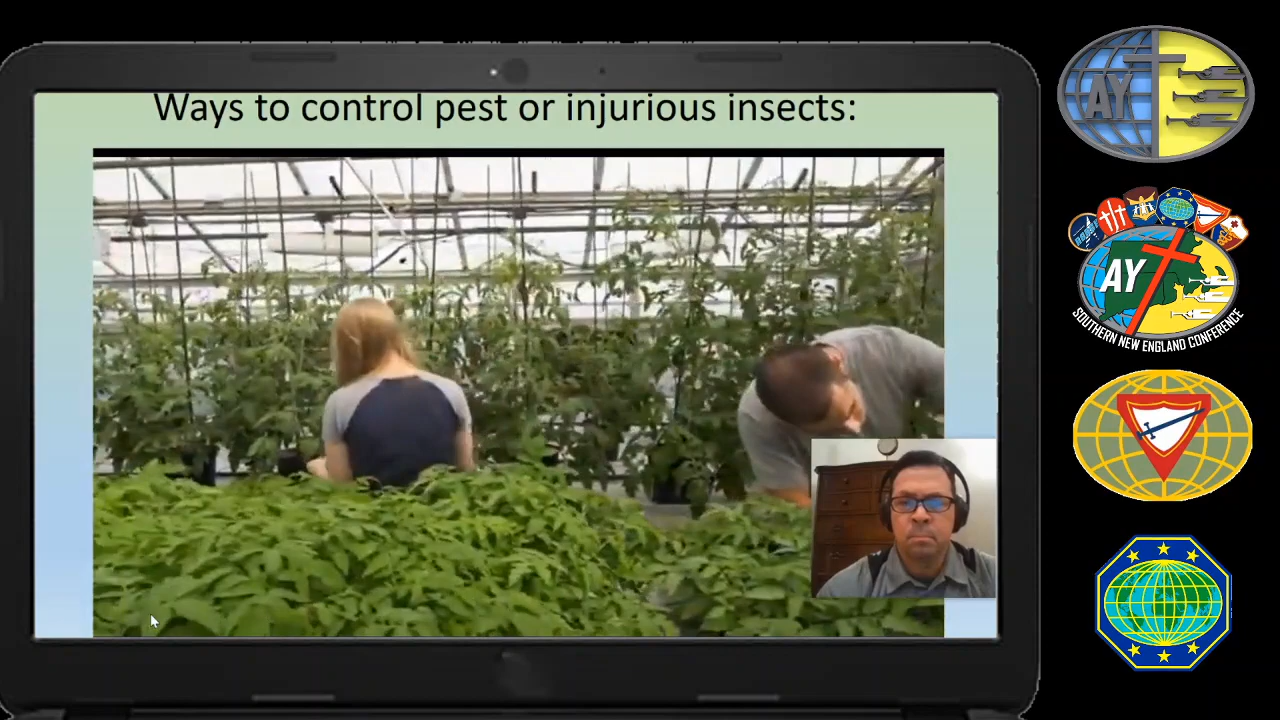 Ways to control pest or injurious insects:
AY
AY
SOUTHERN NEW ENGLAND CONFERENCE